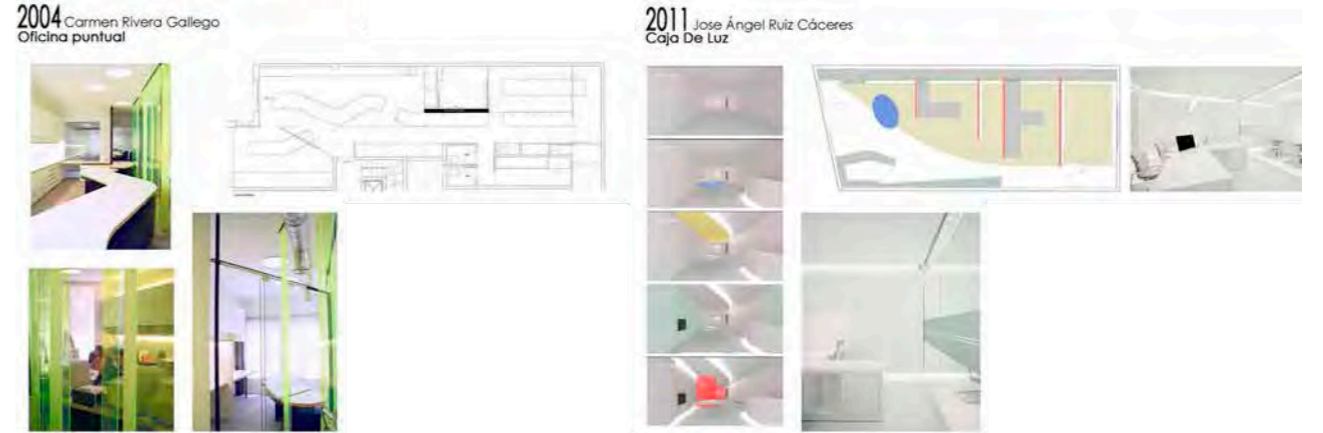 2004 Carmen Rivera Gallego
Oficina puntual
2011 Jose Ángel Ruiz Cáceres
Caja De Luz